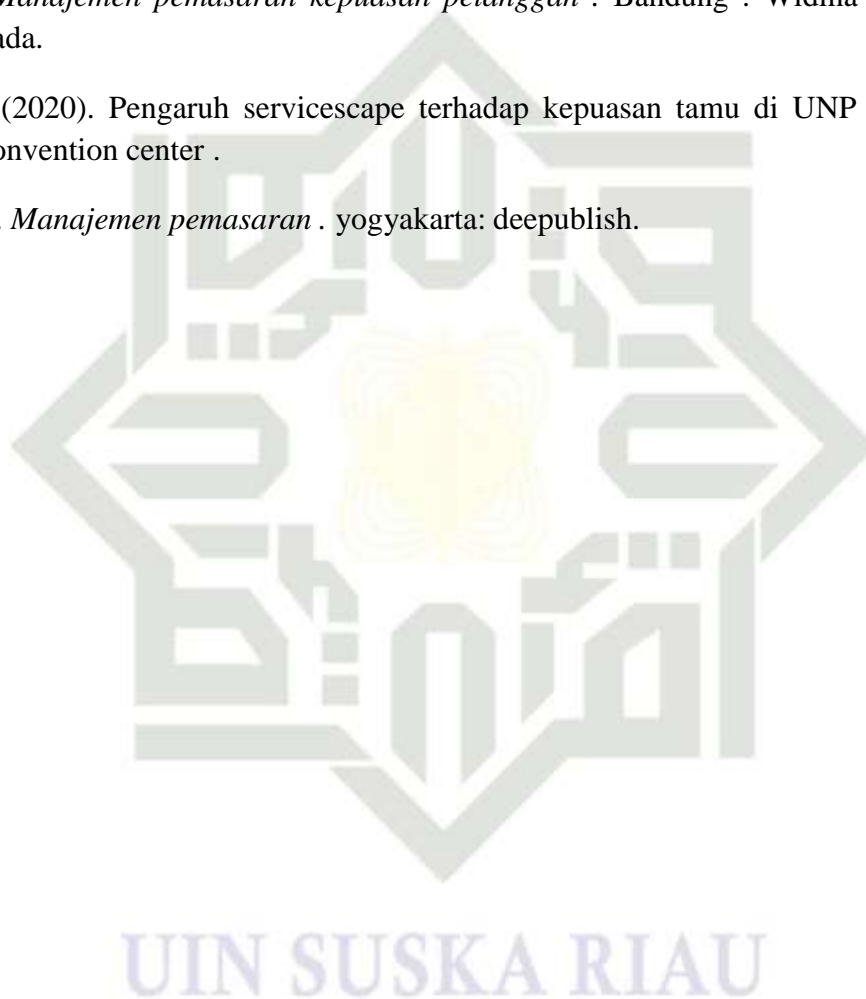 Manajemen pemasaran kepuasan pelanggan . Bandung : Widina
ada.
(2020). Pengaruh servicescape terhadap kepuasan tamu di UNP
onvention center .
. Manajemen pemasaran . yogyakarta: deepublish.
UIN SUSKA RIAU